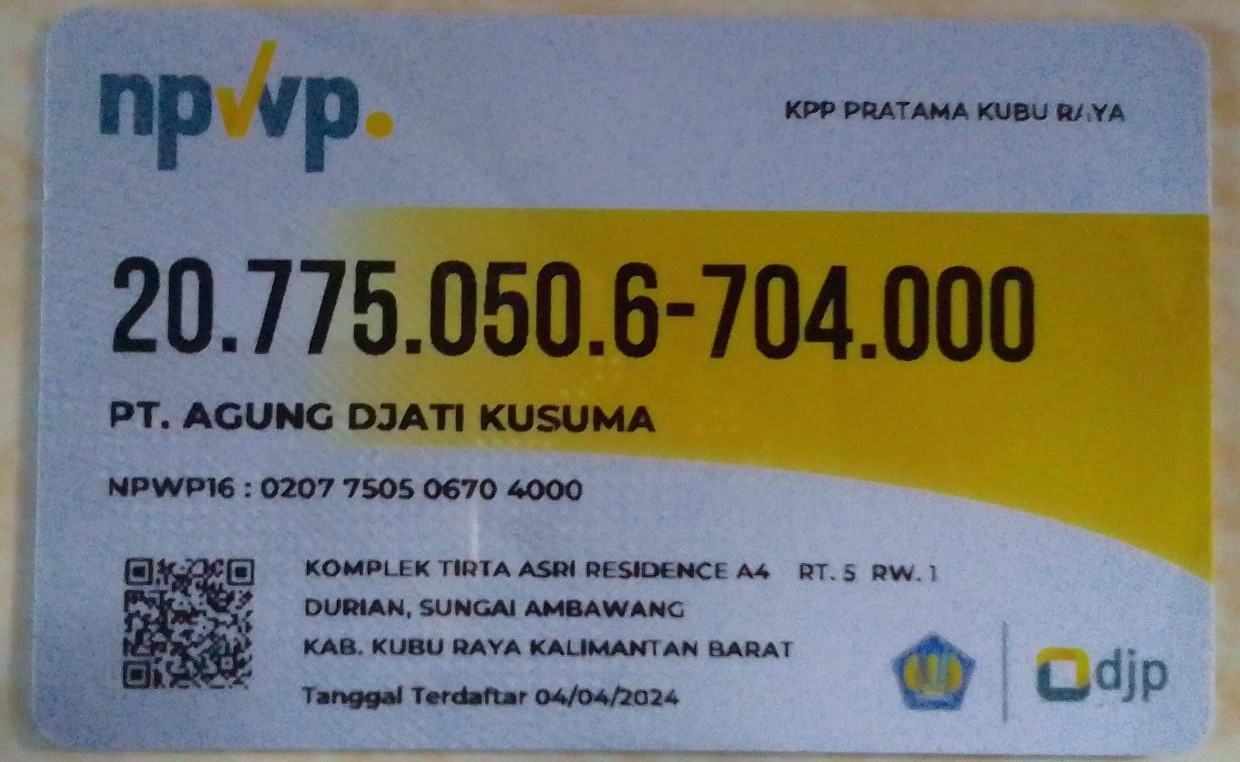 npwp.
KPP PRATAMA KUBU RAYA
20.775.050.6-704.000
PT. AGUNG DJATI KUSUMA
NPWP16 : 0207 7505 0670 4000
KOMPLEK TIRTA ASRI RESIDENCE A4 RT. 5 RW. 1
DURIAN, SUNGAI AMBAWANG
KAB. KUBU RAYA KALIMANTAN BARAT
Tanggal Terdaftar 04/04/2024
djp